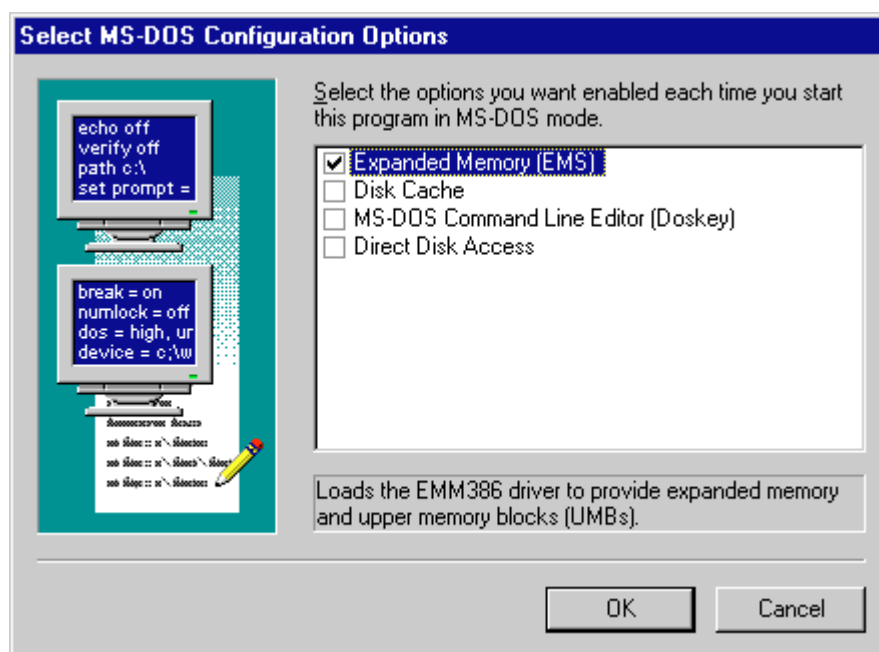 Select MS-DOS Configuration Options
echo off
verify off
path c:\
set prompt =
break = on
numlock = off
dos = high, ur
device = c:\w
Select the options you want enabled each time you start
this program in MS-DOS mode.
Expanded Memory (EMS)
Disk Cache
MS-DOS Command Line Editor (Doskey)
Direct Disk Access
Loads the EMM386 driver to provide expanded memory
and upper memory blocks (UMBs).
OK
Cancel